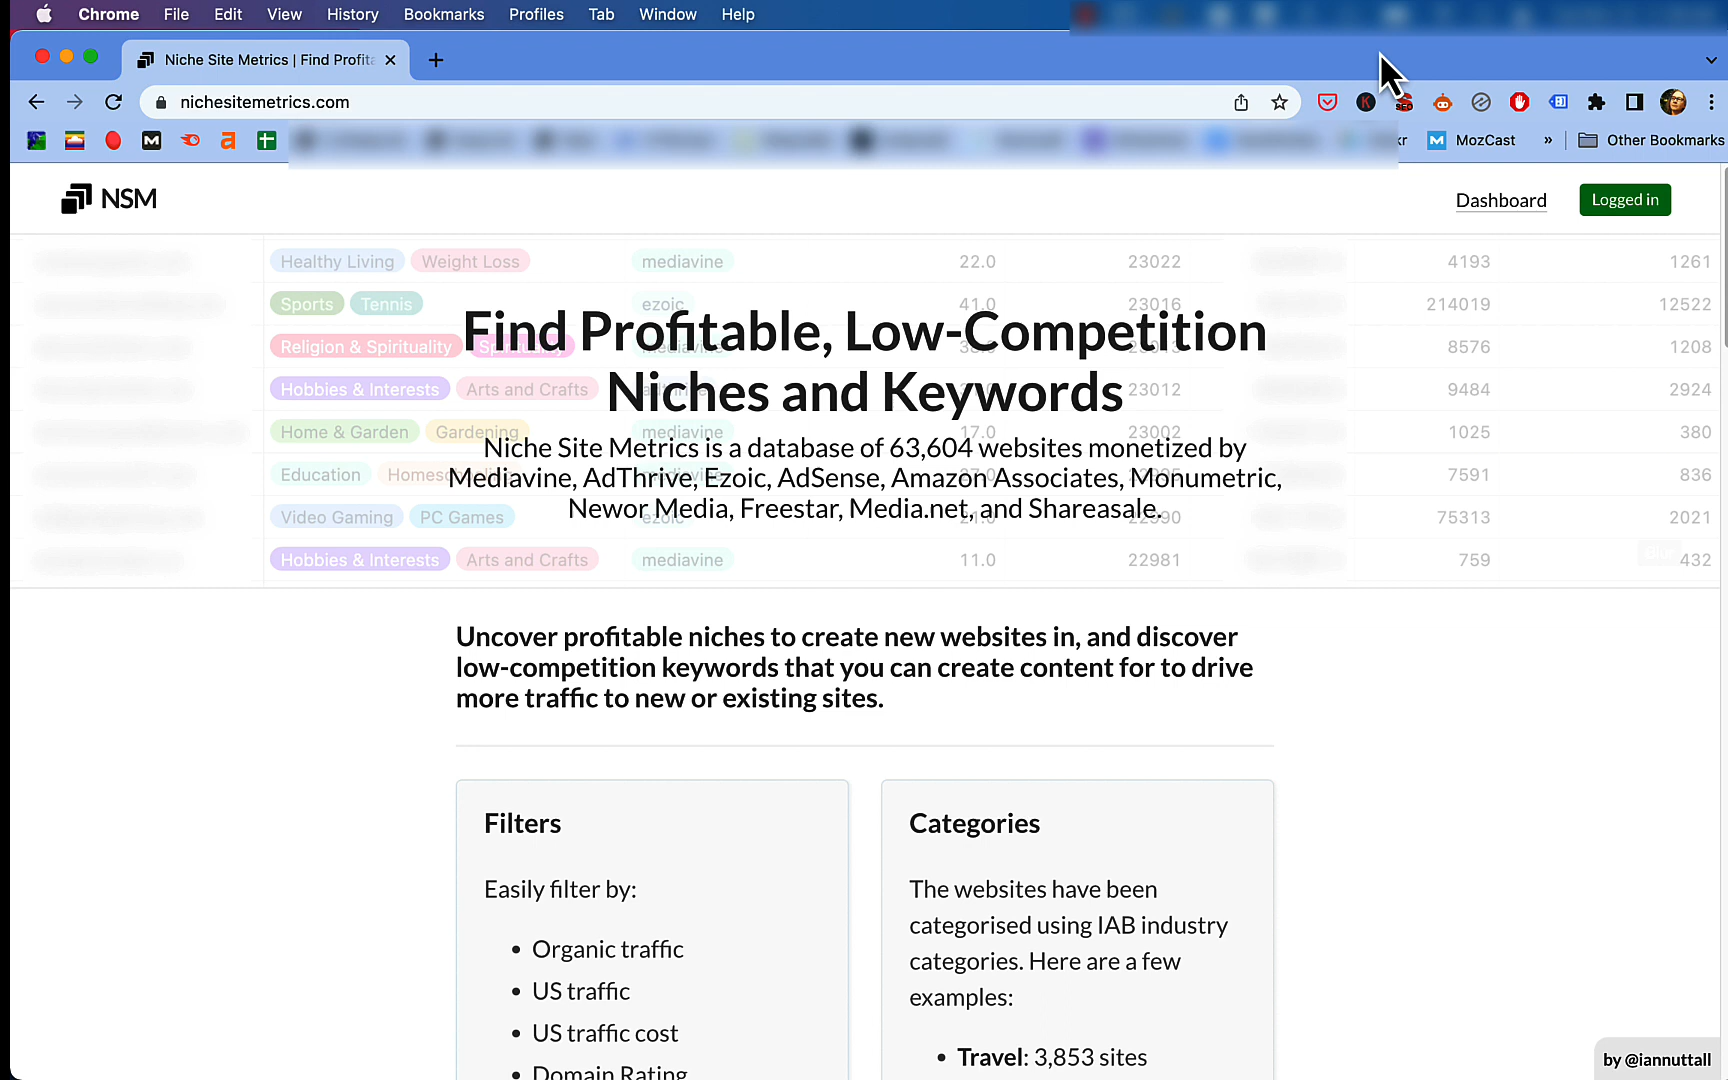 Chrome File Edit View History Bookmarks Profiles Tab Window Help
Niche Site Metrics | Find Profit
nichesitemetrics.com
MozCast » Other Bookmarks
NSM Dashboard Logged in
Healthy Living Weight Loss mediavine 22.0 23022 4193 1261
Sports Tennis ezoic 41.0 23016 214019 12522
Find Profitable, Low-Competition
Religion & Spirituality Spirituality mediavine 8576 1208
Hobbies & Interests Arts and Crafts 23012 9484 2924
Niches and Keywords
Home & Garden Gardening mediavine 17.0 23002 1025 380
Niche Site Metrics is a database of 63,604 websites monetized by
Education 7591 836
Mediavine, AdThrive, Ezoic, AdSense, Amazon Associates, Monumetric,
Newor Media, Freestar, Media.net, and Shareasale.
Video Gaming PC Games ezoic 75313 2021
Hobbies & Interests Arts and Crafts mediavine 11.0 22981 759 432
Uncover profitable niches to create new websites in, and discover
low-competition keywords that you can create content for to drive
more traffic to new or existing sites.
Filters
Easily filter by:
• Organic traffic
• US traffic
• US traffic cost
• Domain Rating
Categories
The websites have been
categorised using IAB industry
categories. Here are a few
examples:
• Travel: 3,853 sites
by @iannuttall